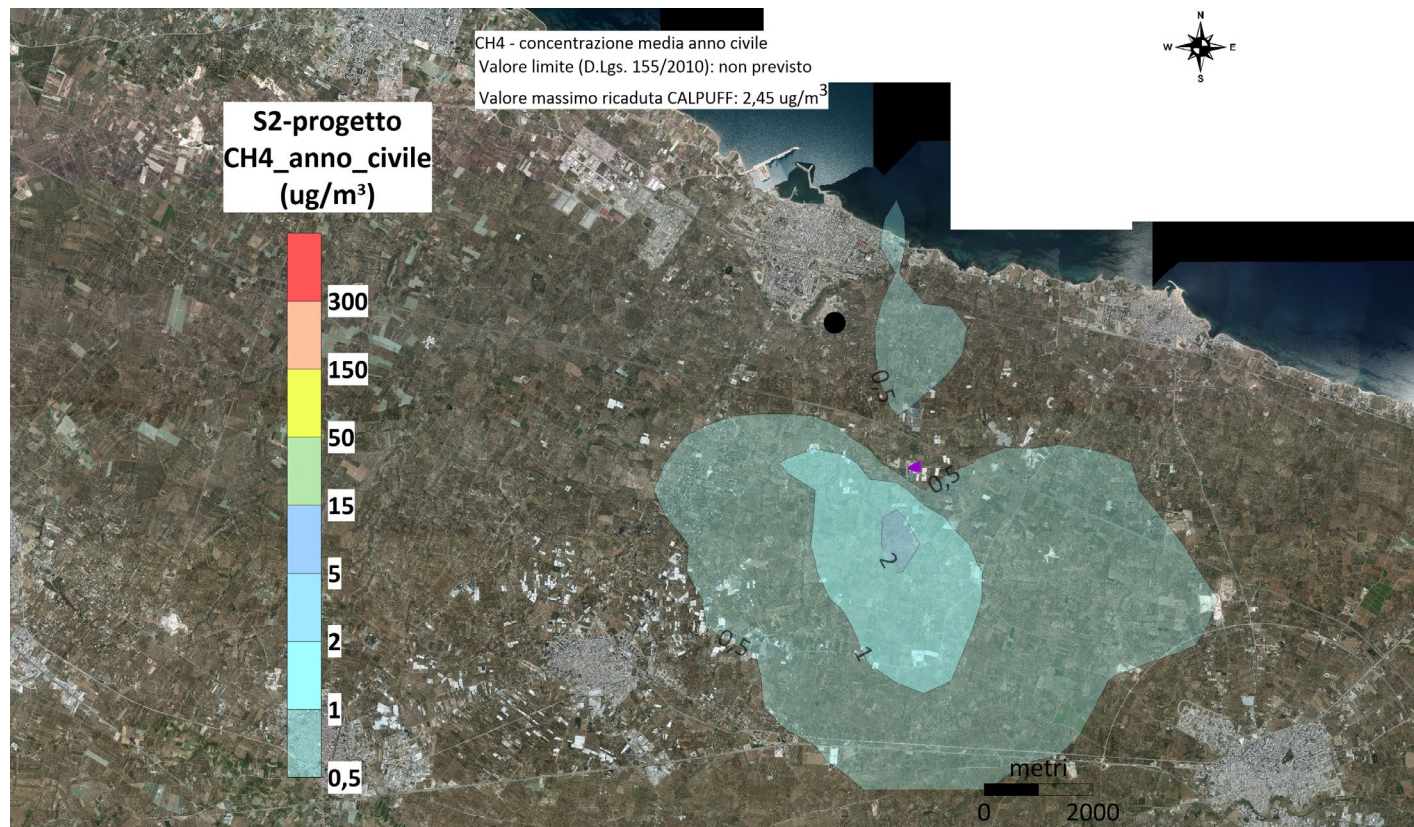 N
W E
S
CH4 - concentrazione media anno civile
Valore limite (D.Lgs. 155/2010): non previsto
Valore massimo ricaduta CALPUFF: 2,45 ug/m³
S2-progetto
CH4_anno_civile
(ug/m³)
300
150
50
15
5
2
1
0,5
0,5
0,5
2
0,5
1
metri
0 2000